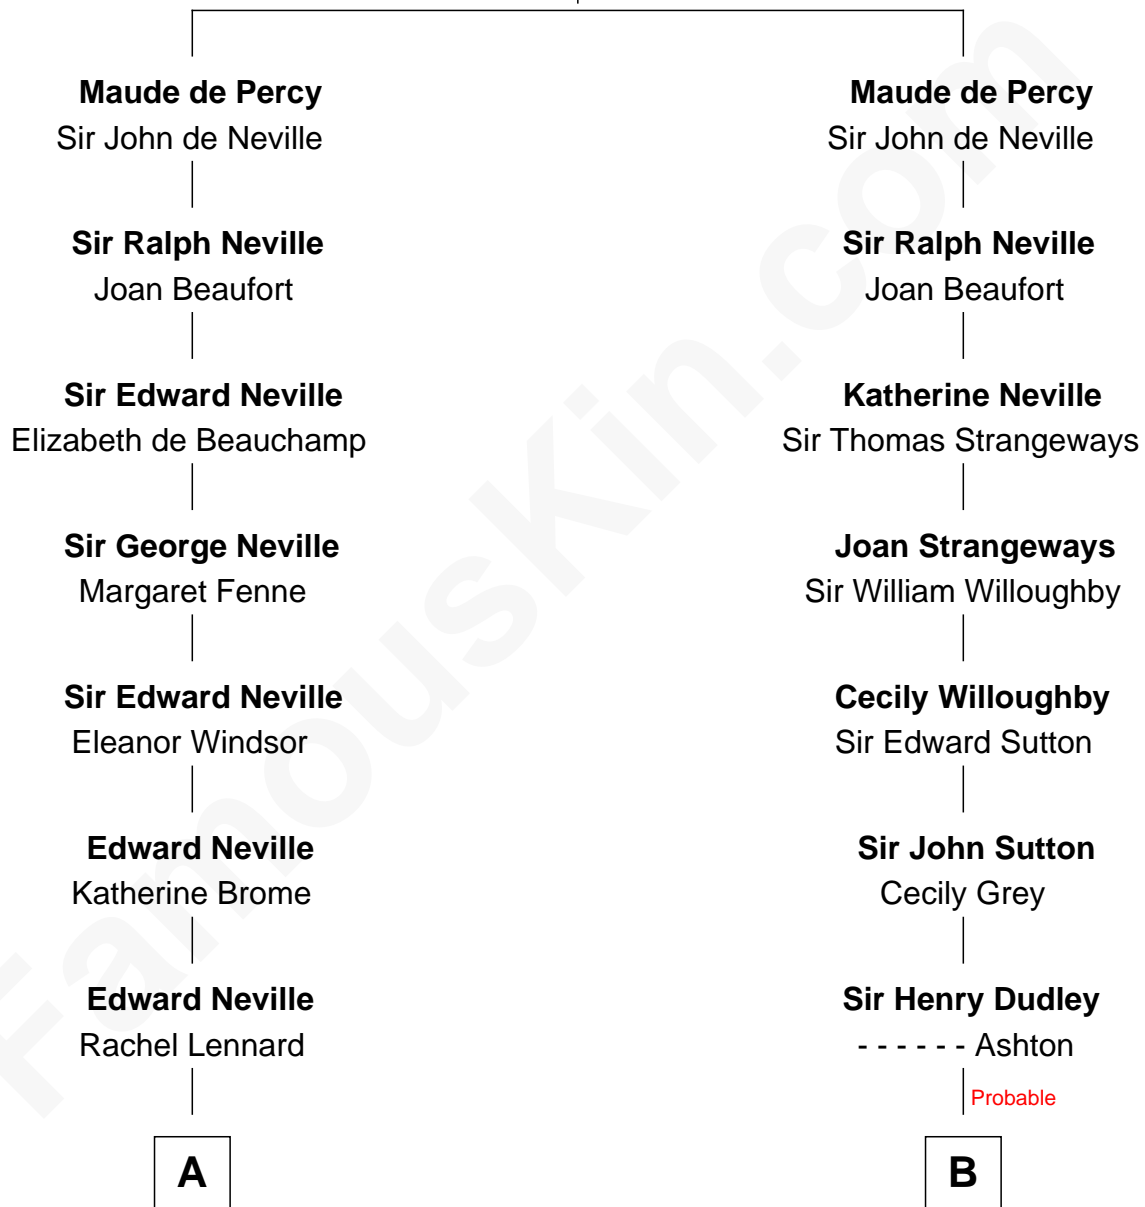 Maude de Percy
Sir John de Neville
Sir Ralph Neville
Joan Beaufort
Sir Edward Neville
Elizabeth de Beauchamp
Sir George Neville
Margaret Fenne
Sir Edward Neville
Eleanor Windsor
Edward Neville
Katherine Brome
Edward Neville
Rachel Lennard
A
Maude de Percy
Sir John de Neville
Sir Ralph Neville
Joan Beaufort
Katherine Neville
Sir Thomas Strangeways
Joan Strangeways
Sir William Willoughby
Cecily Willoughby
Sir Edward Sutton
Sir John Sutton
Cecily Grey
Sir Henry Dudley
- - - - - - Ashton
Probable
B
FamousKin.com